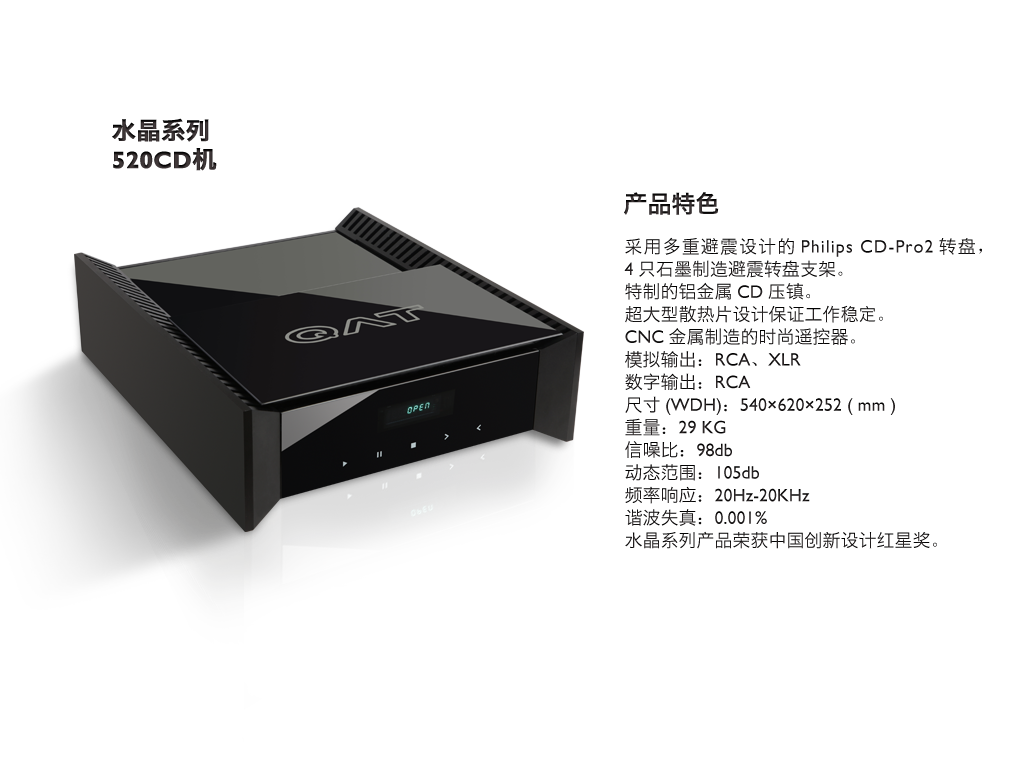 水晶系列
520CD机
QAT
OPEN
产品特色
采用多重避震设计的 Philips CD-Pro2 转盘，
4 只石墨制造避震转盘支架。
特制的铝金属 CD 压镇。
超大型散热片设计保证工作稳定。
CNC 金属制造的时尚遥控器。
模拟输出：RCA、XLR
数字输出：RCA
尺寸 (WDH)：540×620×252 ( mm )
重量：29 KG
信噪比：98db
动态范围：105db
频率响应：20Hz-20KHz
谐波失真：0.001%
水晶系列产品荣获中国创新设计红星奖。